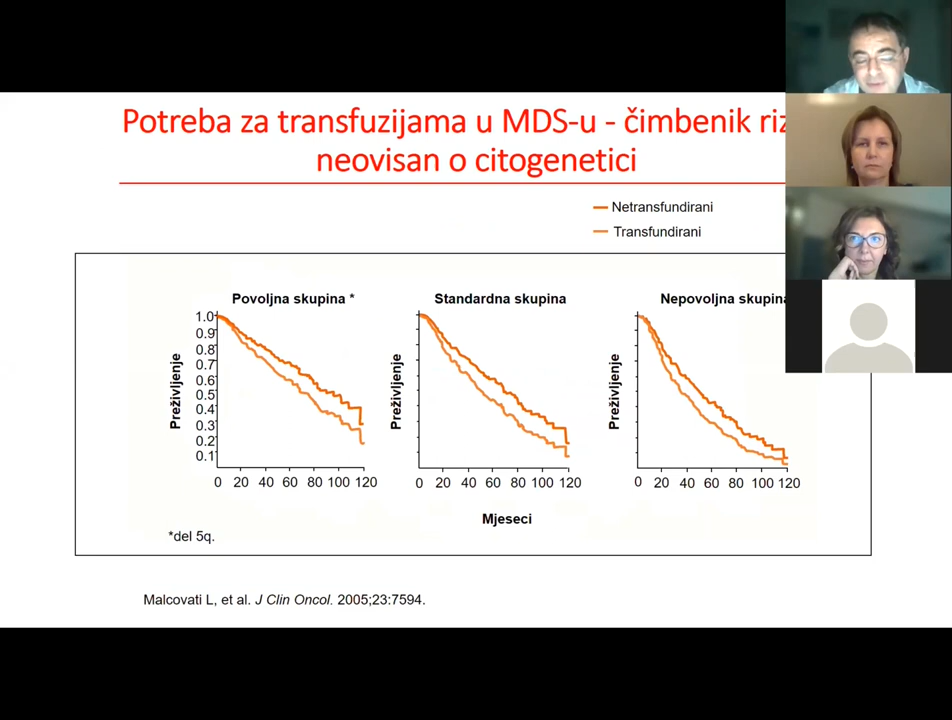 Potreba za transfuzijama u MDS-u - čimbenik riz
neovisan o citogenetici
Netransfundirani
Transfundirani
Povoljna skupina *
Standardna skupina
Nepovoljna skupina
Preživljenje
1.0
0.9
0.8
0.7
0.6
0.5
0.4
0.3
0.2
0.1
0 20 40 60 80 100 120
Preživljenje
0 20 40 60 80 100 120
Preživljenje
0 20 40 60 80 100 120
Mjeseci
*del 5q.
Malcovati L, et al. J Clin Oncol. 2005;23:7594.